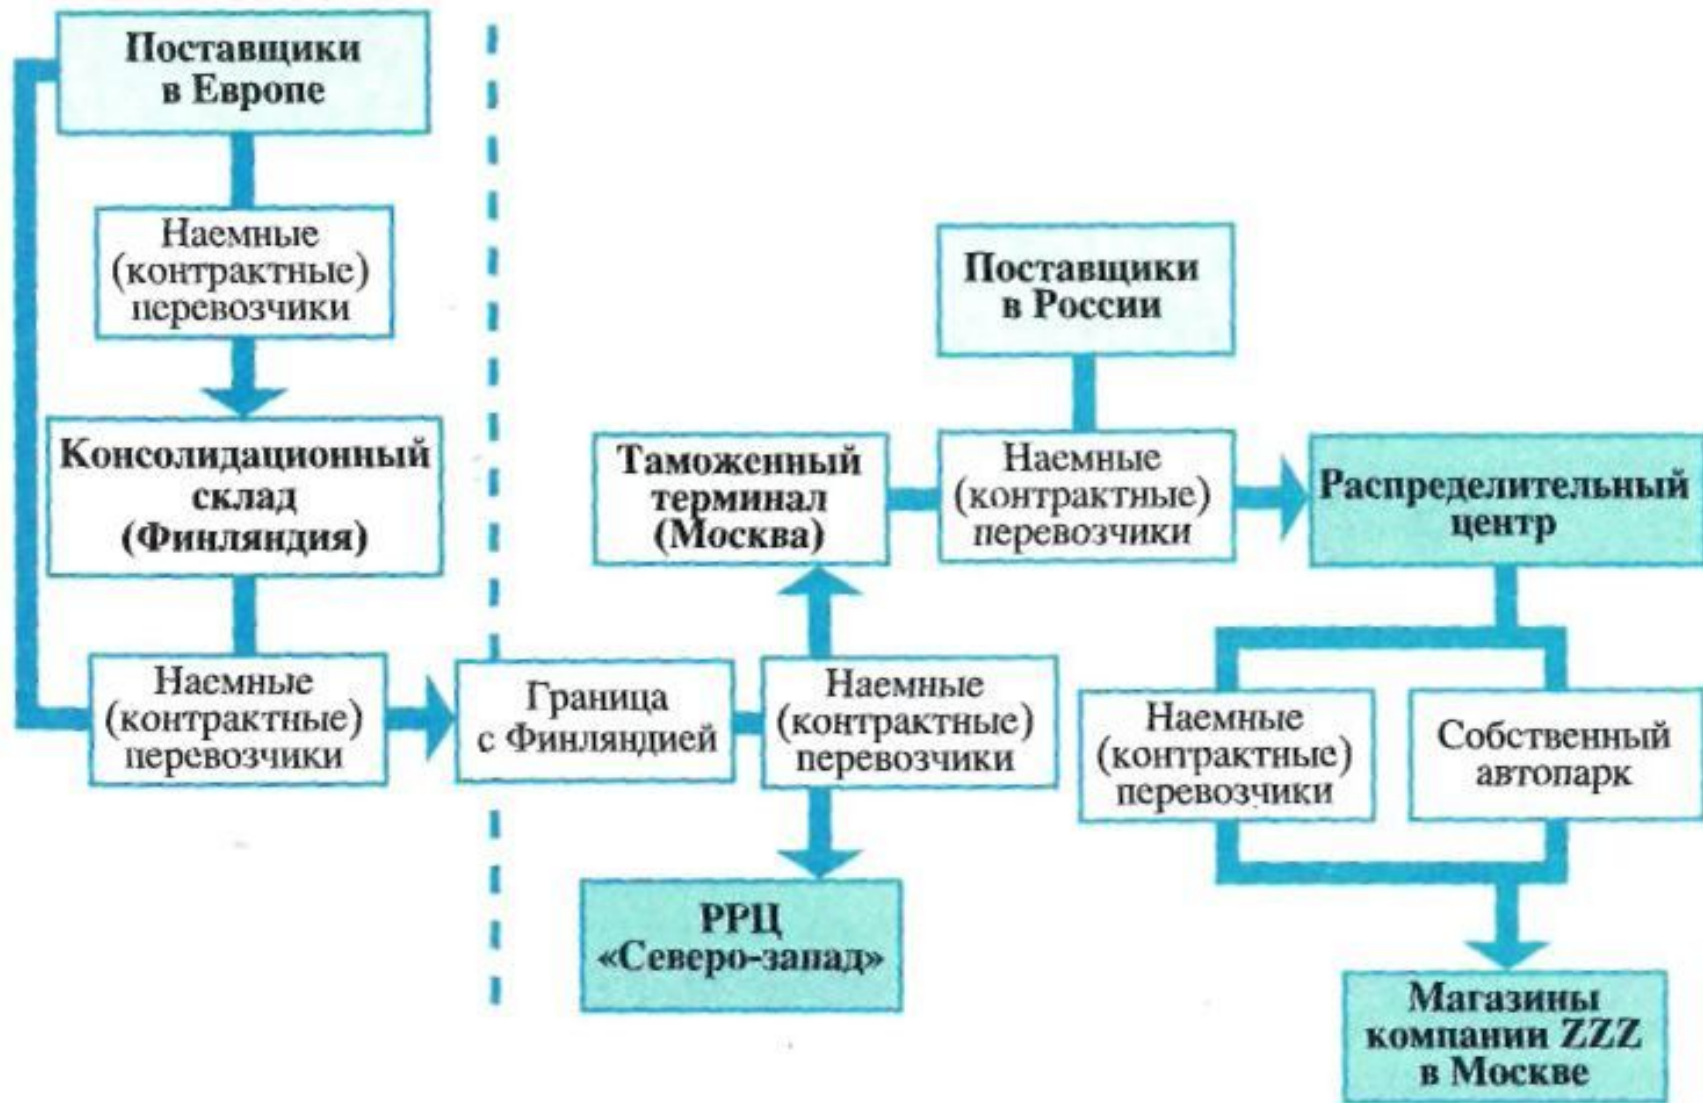 Поставщики
в Европе
Наемные
(контрактные)
перевозчики
Поставщики
в России
Консолидационный
склад
(Финляндия)
Таможенный
терминал
(Москва)
Наемные
(контрактные)
перевозчики
Распределительный
центр
Наемные
(контрактные)
перевозчики
Граница
с Финляндией
Наемные
(контрактные)
перевозчики
Наемные
(контрактные)
перевозчики
Собственный
автопарк
РРЦ
«Северо-запад»
Магазины
компании ZZZ
в Москве